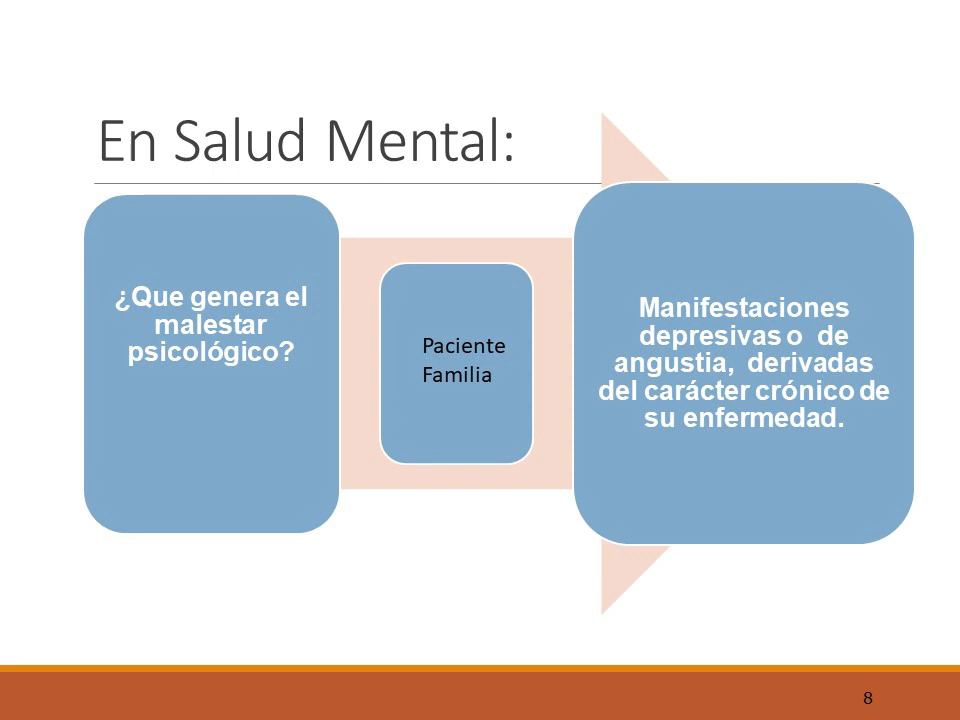 En Salud Mental:
¿Que genera el
malestar
psicológico?
Paciente
Familia
Manifestaciones
depresivas o  de
angustia,  derivadas
del carácter crónico de
su enfermedad.
8